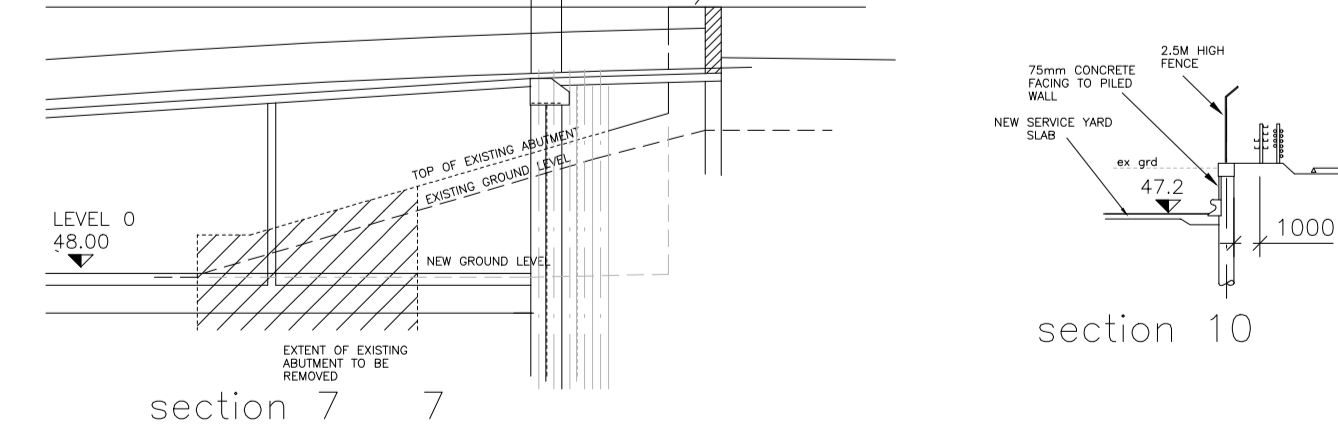 TOP OF EXISTING ABUTMENT
EXISTING GROUND LEVEL
LEVEL 0
48.00
NEW GROUND LEVEL
EXTENT OF EXISTING
ABUTMENT TO BE
REMOVED
section 7 7
2.5M HIGH
FENCE
75mm CONCRETE
FACING TO PILED
WALL
NEW SERVICE YARD
SLAB
ex grd
47.2
1000
section 10